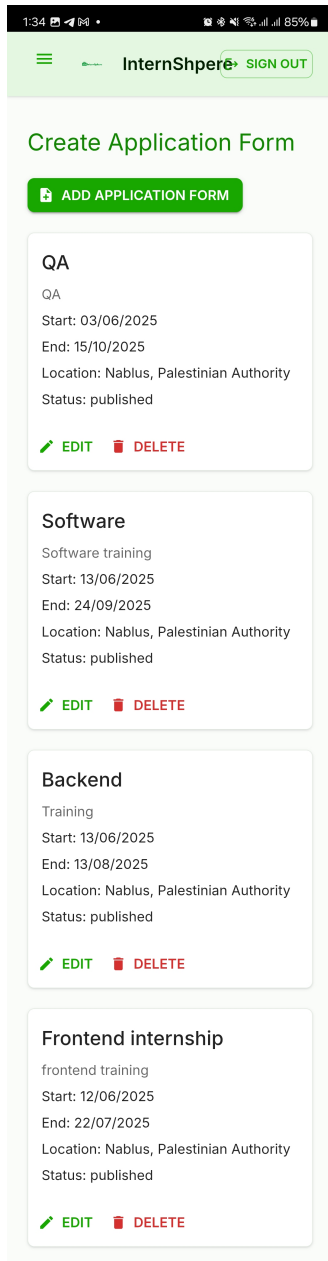 1:34
85%
InternShpere
SIGN OUT
Create Application Form
ADD APPLICATION FORM
QA
QA
Start: 03/06/2025
End: 15/10/2025
Location: Nablus, Palestinian Authority
Status: published
EDIT DELETE
Software
Software training
Start: 13/06/2025
End: 24/09/2025
Location: Nablus, Palestinian Authority
Status: published
EDIT DELETE
Backend
Training
Start: 13/06/2025
End: 13/08/2025
Location: Nablus, Palestinian Authority
Status: published
EDIT DELETE
Frontend internship
frontend training
Start: 12/06/2025
End: 22/07/2025
Location: Nablus, Palestinian Authority
Status: published
EDIT DELETE